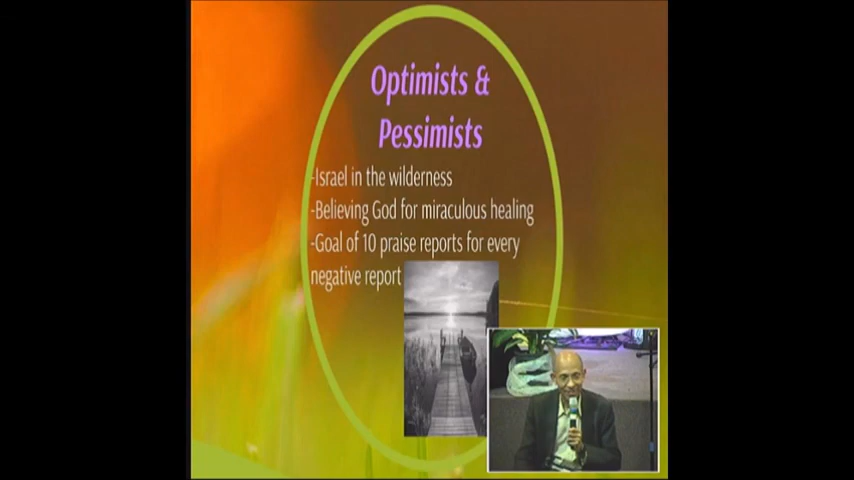 Optimists &
Pessimists
-Israel in the wilderness
-Believing God for miraculous healing
-Goal of 10 praise reports for every
negative report